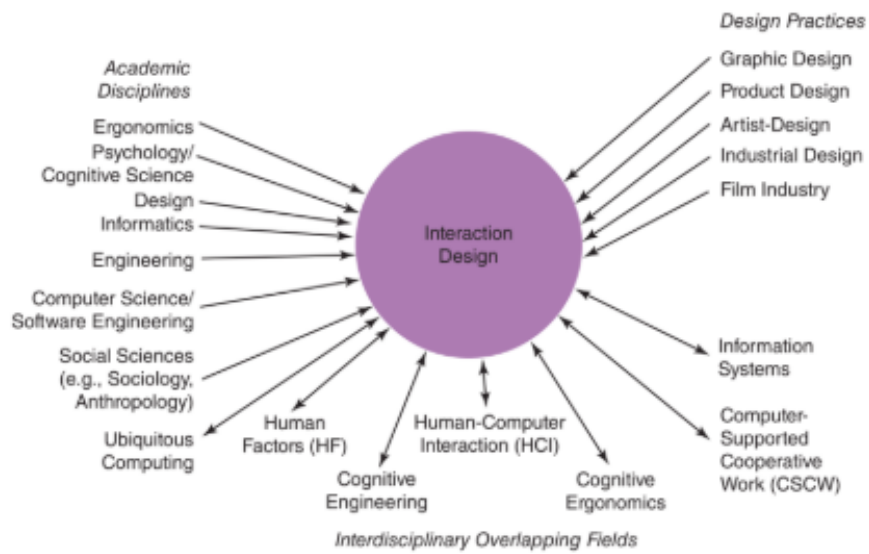 Design Practices
Graphic Design
Product Design
Artist-Design
Industrial Design
Film Industry
Academic
Disciplines
Ergonomics
Psychology/
Cognitive Science
Design
Informatics
Engineering
Computer Science/
Software Engineering
Social Sciences
(e.g., Sociology,
Anthropology)
Ubiquitous
Computing
Interaction
Design
Human
Factors (HF)
Cognitive
Engineering
Human-Computer
Interaction (HCI)
Cognitive
Ergonomics
Information
Systems
Computer-
Supported
Cooperative
Work (CSCW)
Interdisciplinary Overlapping Fields